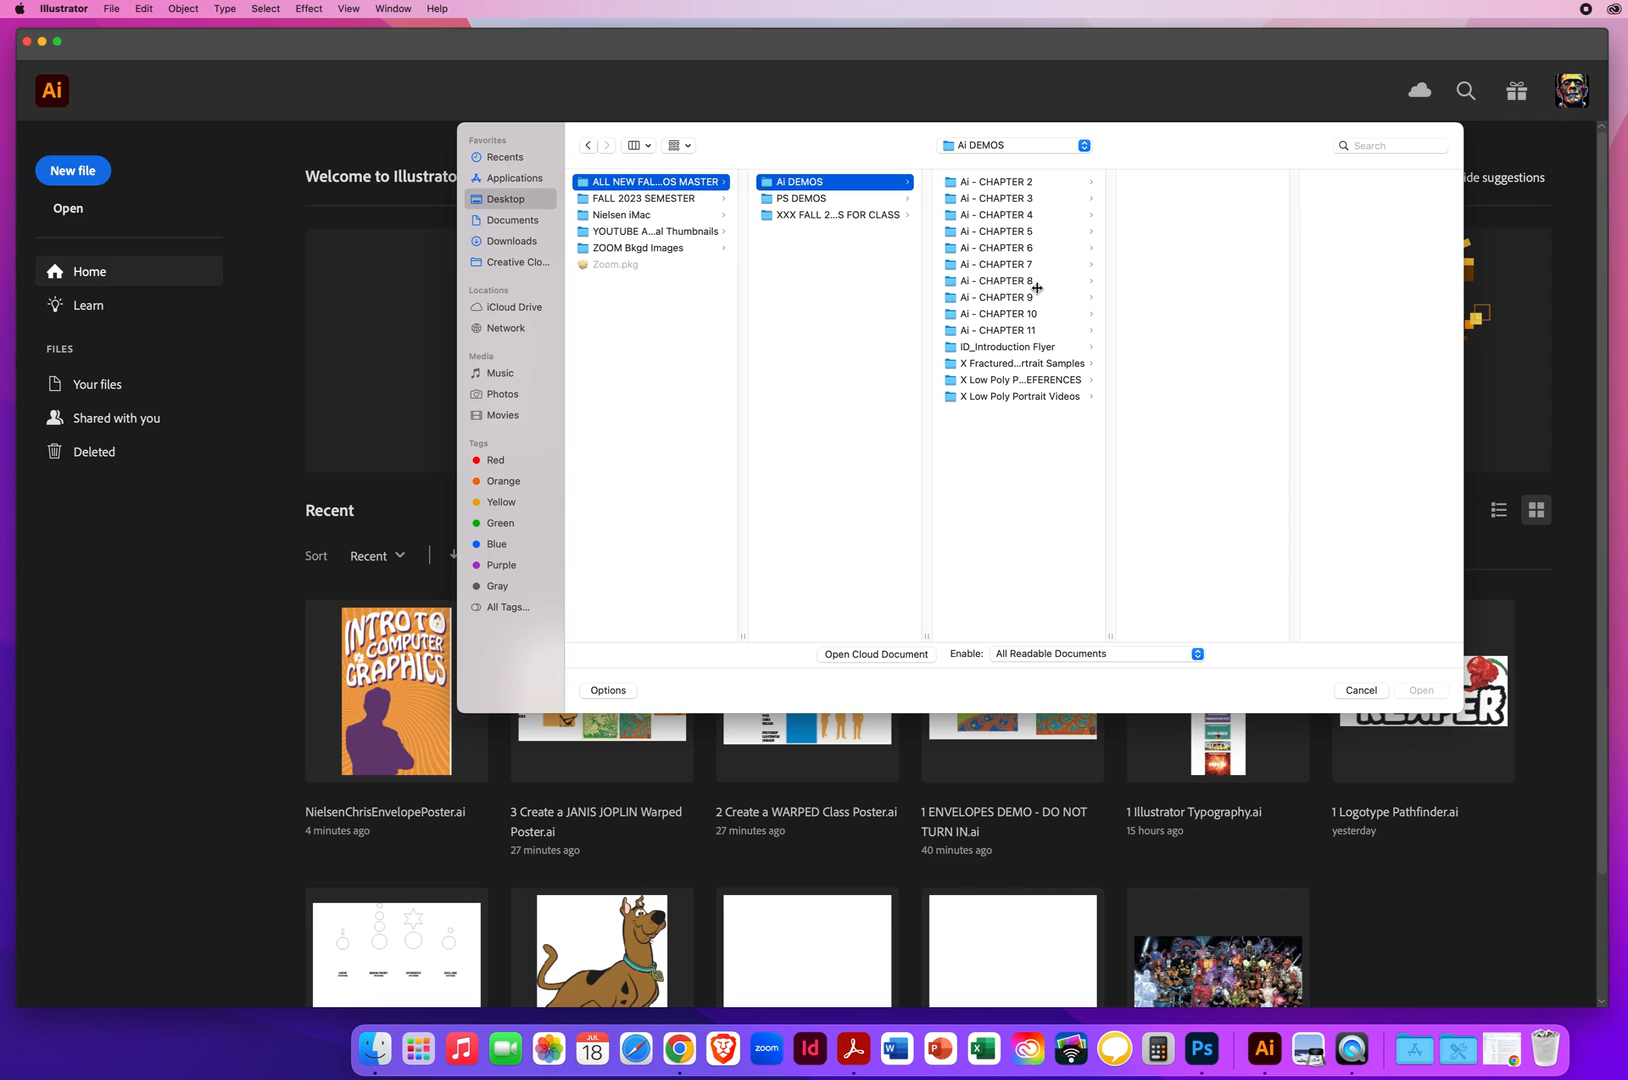 Illustrator File Edit Object Type Select Effect View Window Help
Ai
New file
Open
Home
Learn
FILES
Your files
Shared with you
Deleted
Welcome to Illustrato
ide suggestions
Favorites
Recents
Applications
Desktop
Documents
Downloads
Creative Clo...
Locations
iCloud Drive
Network
Media
Music
Photos
Movies
Tags
Red
Orange
Yellow
Green
Blue
Purple
Gray
All Tags...
Ai DEMOS
Search
ALL NEW FAL...OS MASTER
FALL 2023 SEMESTER
Nielsen iMac
YOUTUBE A...al Thumbnails
ZOOM Bkgd Images
Zoom.pkg
Ai DEMOS
PS DEMOS
XXX FALL 2...S FOR CLASS
Ai - CHAPTER 2
Ai - CHAPTER 3
Ai - CHAPTER 4
Ai - CHAPTER 5
Ai - CHAPTER 6
Ai - CHAPTER 7
Ai - CHAPTER 8
Ai - CHAPTER 9
Ai - CHAPTER 10
Ai - CHAPTER 11
ID_Introduction Flyer
X Fractured...rtrait Samples
X Low Poly P...EFERENCES
X Low Poly Portrait Videos
Open Cloud Document Enable: All Readable Documents
Options Cancel Open
Recent
Sort Recent
INTRO TO
COMPUTER
GRAPHICS
REAPER
NielsenChrisEnvelopePoster.ai
4 minutes ago
3 Create a JANIS JOPLIN Warped
Poster.ai
27 minutes ago
2 Create a WARPED Class Poster.ai
27 minutes ago
1 ENVELOPES DEMO - DO NOT
TURN IN.ai
40 minutes ago
1 Illustrator Typography.ai
15 hours ago
1 Logotype Pathfinder.ai
yesterday
JUL
18
zoom
Id
W
P
X
Ps
Ai